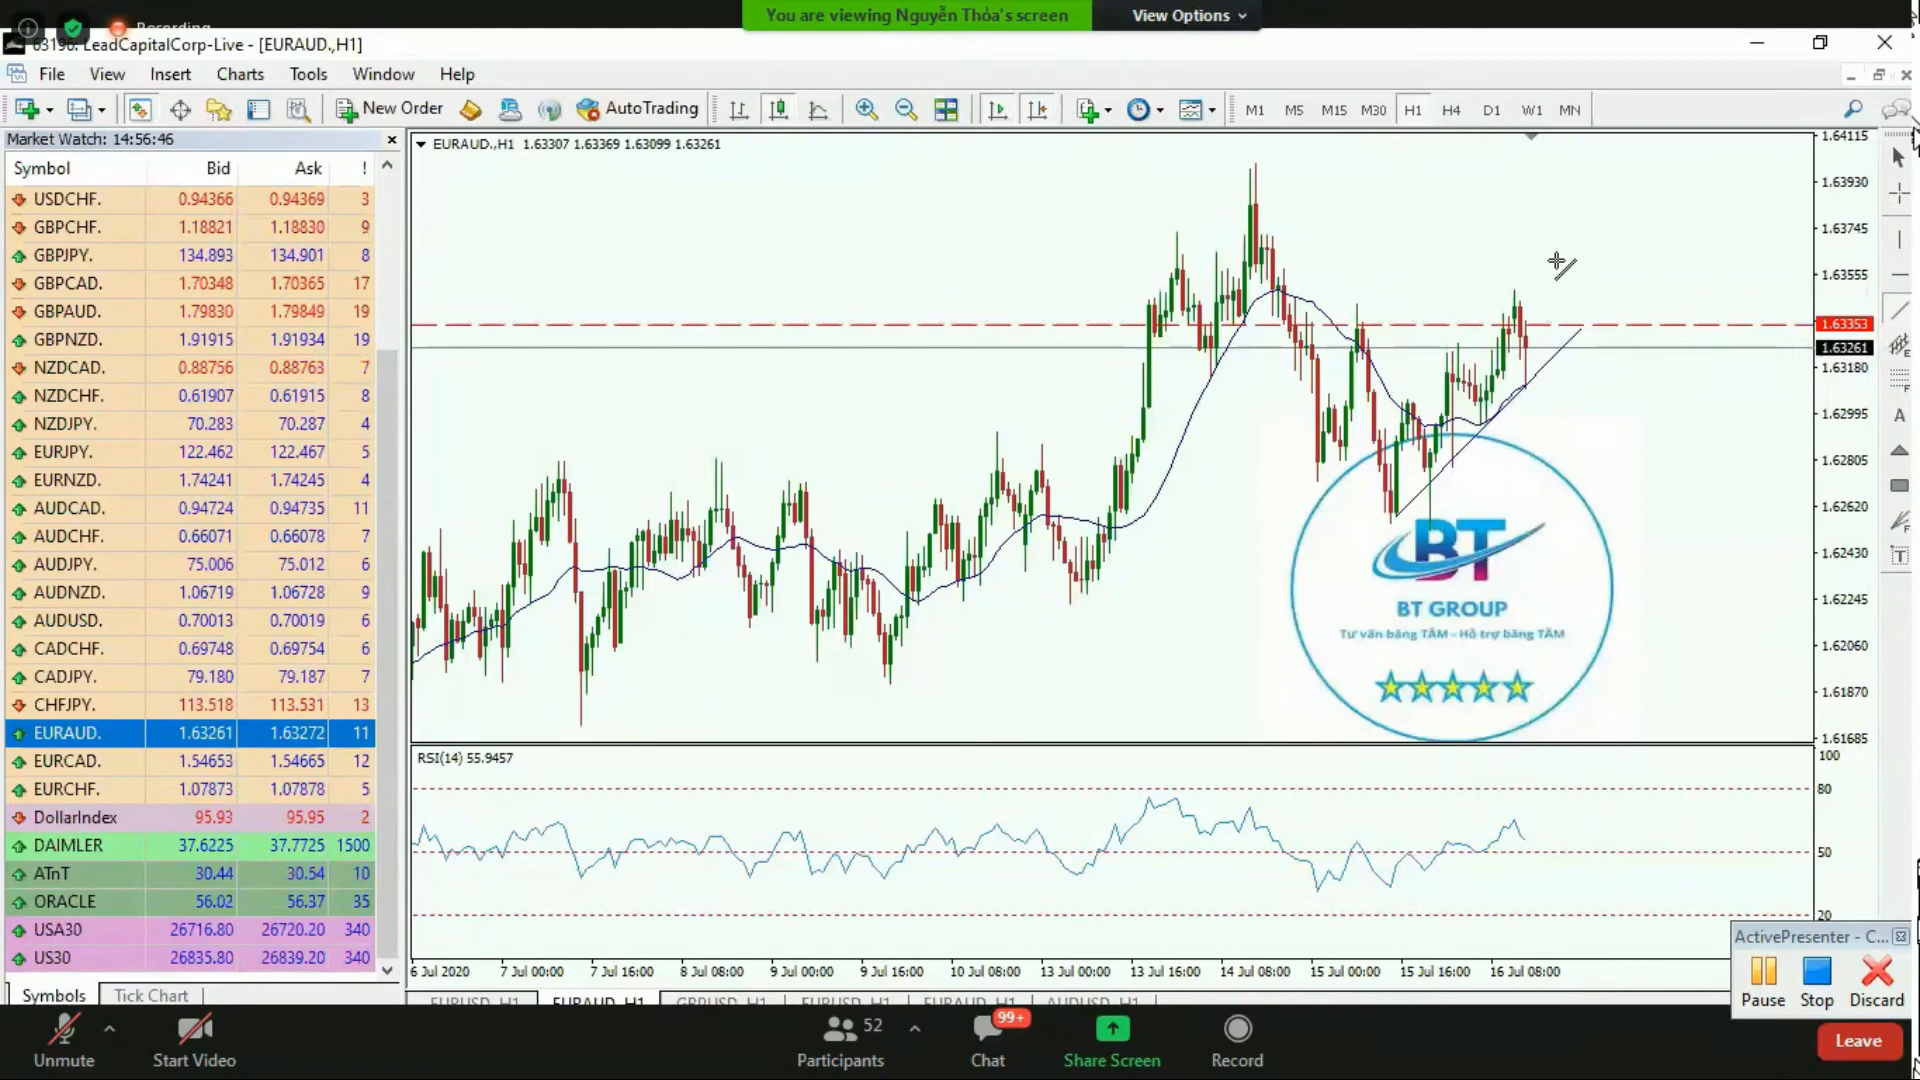 Recording
You are viewing Nguyễn Thỏa's screen
View Options
63196: LeadCapitalCorp-Live - [EURAUD.,H1]
File View Insert Charts Tools Window Help
New Order AutoTrading M1 M5 M15 M30 H1 H4 D1 W1 MN
Market Watch: 14:56:46
Symbol Bid Ask !
USDCHF. 0.94366 0.94369 3
GBPCHF. 1.18821 1.18830 9
GBPJPY. 134.893 134.901 8
GBPCAD. 1.70348 1.70365 17
GBPAUD. 1.79830 1.79849 19
GBPNZD. 1.91915 1.91934 19
NZDCAD. 0.88756 0.88763 7
NZDCHF. 0.61907 0.61915 8
NZDJPY. 70.283 70.287 4
EURJPY. 122.462 122.467 5
EURNZD. 1.74241 1.74245 4
AUDCAD. 0.94724 0.94735 11
AUDCHF. 0.66071 0.66078 7
AUDJPY. 75.006 75.012 6
AUDNZD. 1.06719 1.06728 9
AUDUSD. 0.70013 0.70019 6
CADCHF. 0.69748 0.69754 6
CADJPY. 79.180 79.187 7
CHFJPY. 113.518 113.531 13
EURAUD. 1.63261 1.63272 11
EURCAD. 1.54653 1.54665 12
EURCHF. 1.07873 1.07878 5
DollarIndex 95.93 95.95 2
DAIMLER 37.6225 37.7725 1500
ATnT 30.44 30.54 10
ORACLE 56.02 56.37 35
USA30 26716.80 26720.20 340
US30 26835.80 26839.20 340
Symbols Tick Chart
EURAUD.,H1 1.63307 1.63369 1.63099 1.63261
1.64115
1.63930
1.63745
1.63555
1.63353
1.63261
1.63180
1.62995
1.62805
1.62620
1.62430
1.62245
1.62060
1.61870
1.61685
BT
BT GROUP
Tư vấn bằng TÂM - Hỗ trợ bằng TẦM
RSI(14) 55.9457
100
80
50
20
6 Jul 2020 7 Jul 00:00 7 Jul 16:00 8 Jul 08:00 9 Jul 00:00 9 Jul 16:00 10 Jul 08:00 13 Jul 00:00 13 Jul 16:00 14 Jul 08:00 15 Jul 00:00 15 Jul 16:00 16 Jul 08:00
EURUSD.,H1 EURAUD.,H1 GBPUSD.,H1 EURUSD.,H1 EURAUD.,H1 AUDUSD.,H1
ActivePresenter - C...
Pause Stop Discard
Unmute Start Video
52
Participants
99+
Chat
Share Screen
Record
Leave